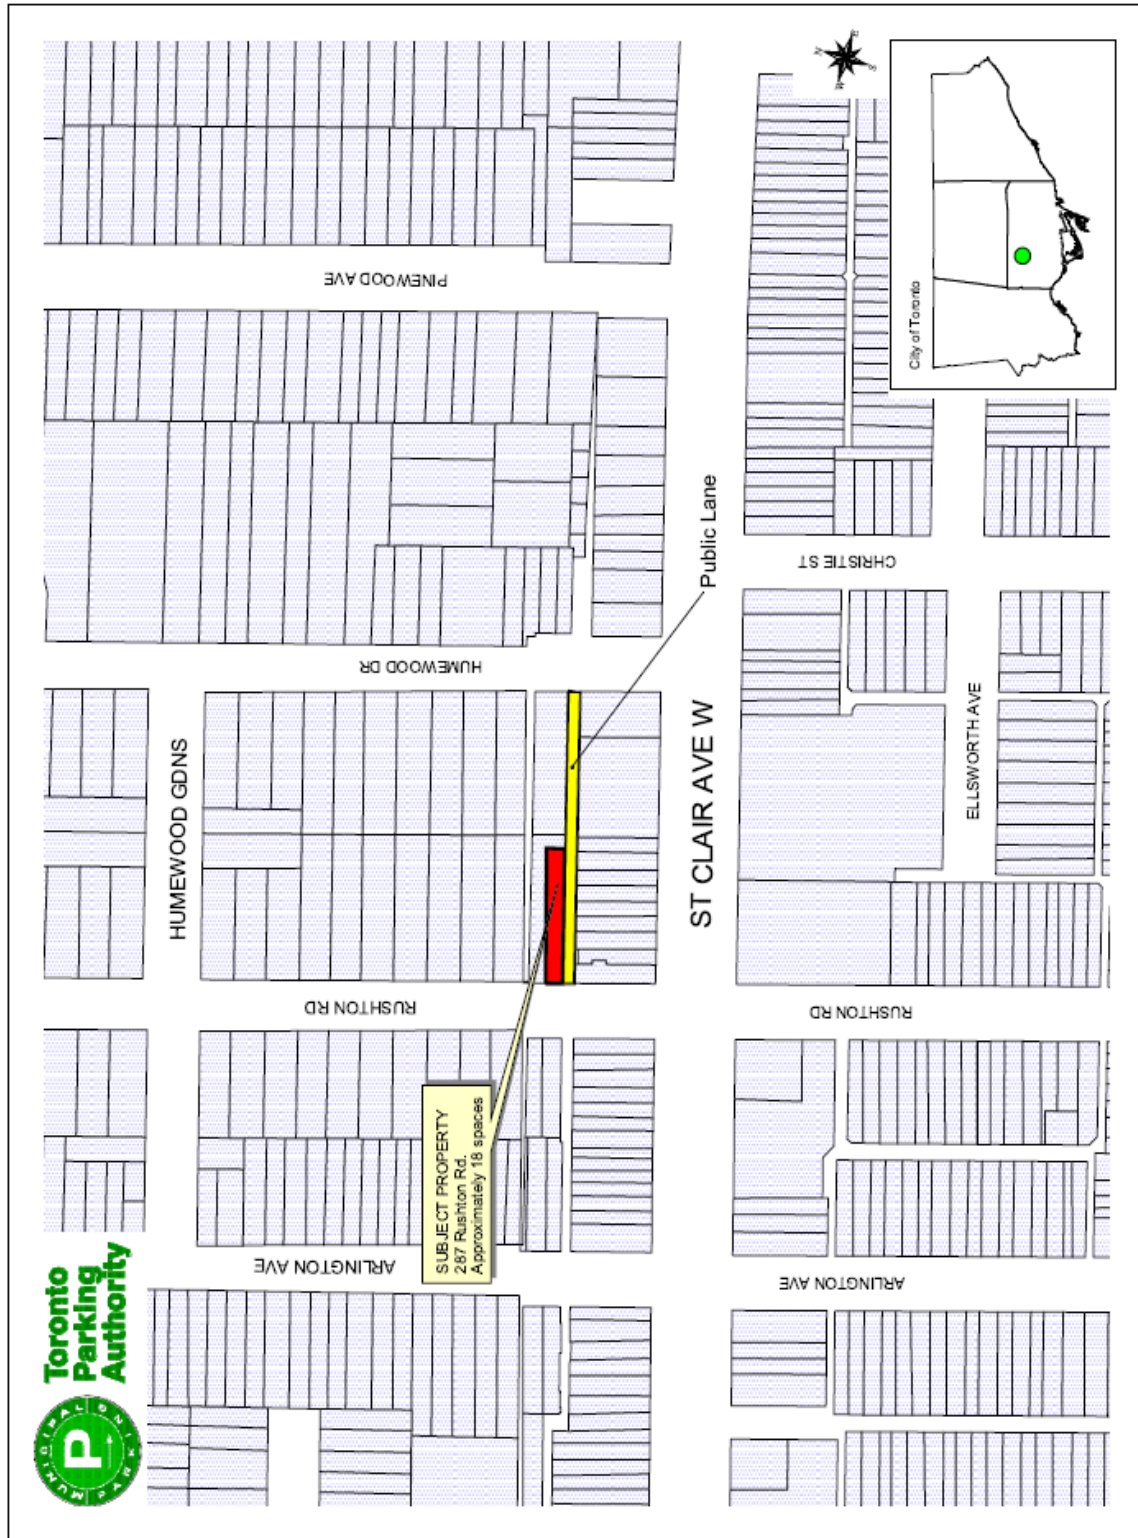 Toronto
Parking
Authority
MUNICIPAL PARKING
P
SUBJECT PROPERTY
287 Rushton Rd.
Approximately 18 spaces
ARLINGTON AVE
RUSHTON RD
HUMEWOOD GDNS
HUMEWOOD DR
PINEWOOD AVE
ST CLAIR AVE W
Public Lane
ARLINGTON AVE
RUSHTON RD
ELLSWORTH AVE
CHRISTIE ST
City of Toronto
N
E
S
W